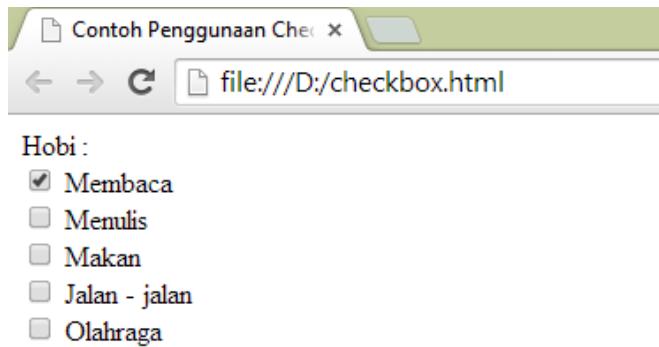 Contoh Penggunaan Chec
file:///D:/checkbox.html
Hobi :
Membaca
Menulis
Makan
Jalan - jalan
Olahraga